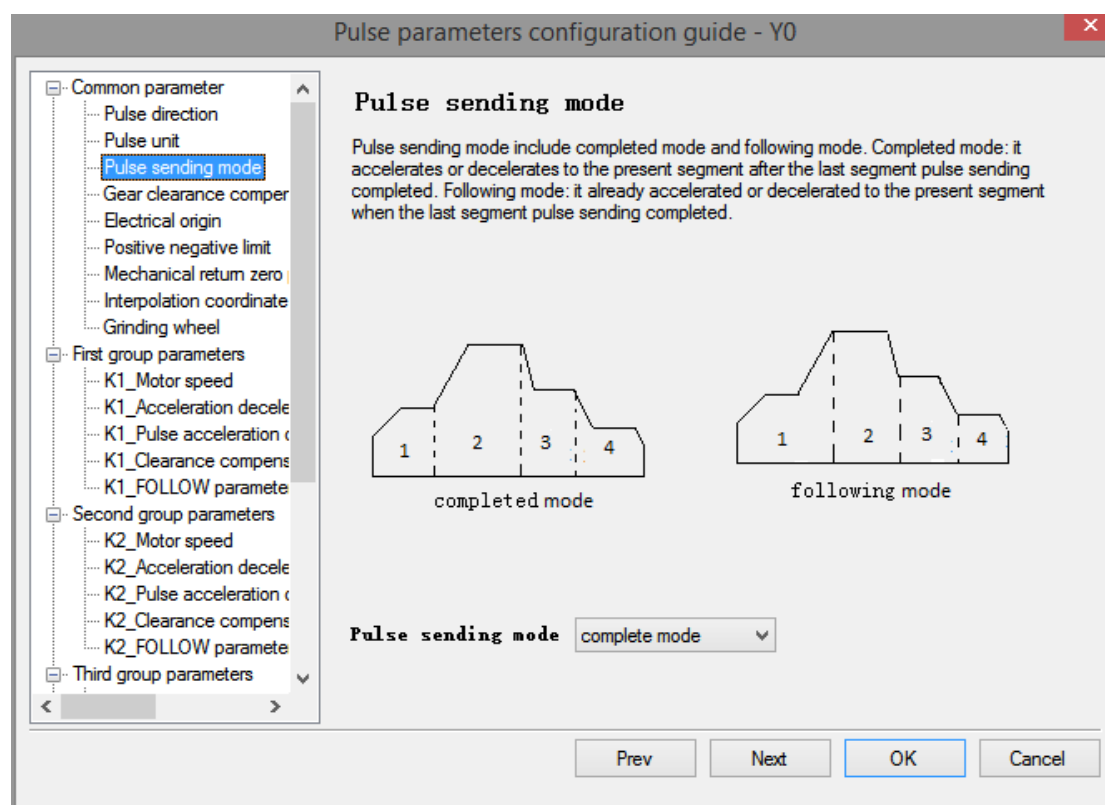 Pulse parameters configuration guide - Y0
Common parameter
Pulse direction
Pulse unit
Pulse sending mode
Gear clearance comper
Electrical origin
Positive negative limit
Mechanical return zero
Interpolation coordinate
Grinding wheel
First group parameters
K1_Motor speed
K1_Acceleration decele
K1_Pulse acceleration
K1_Clearance compens
K1_FOLLOW paramete
Second group parameters
K2_Motor speed
K2_Acceleration decele
K2_Pulse acceleration
K2_Clearance compens
K2_FOLLOW paramete
Third group parameters
Pulse sending mode
Pulse sending mode include completed mode and following mode. Completed mode: it
accelerates or decelerates to the present segment after the last segment pulse sending
completed. Following mode: it already accelerated or decelerated to the present segment
when the last segment pulse sending completed.
1 2 3 4
completed mode
1 2 3 4
following mode
Pulse sending mode complete mode
Prev Next OK Cancel